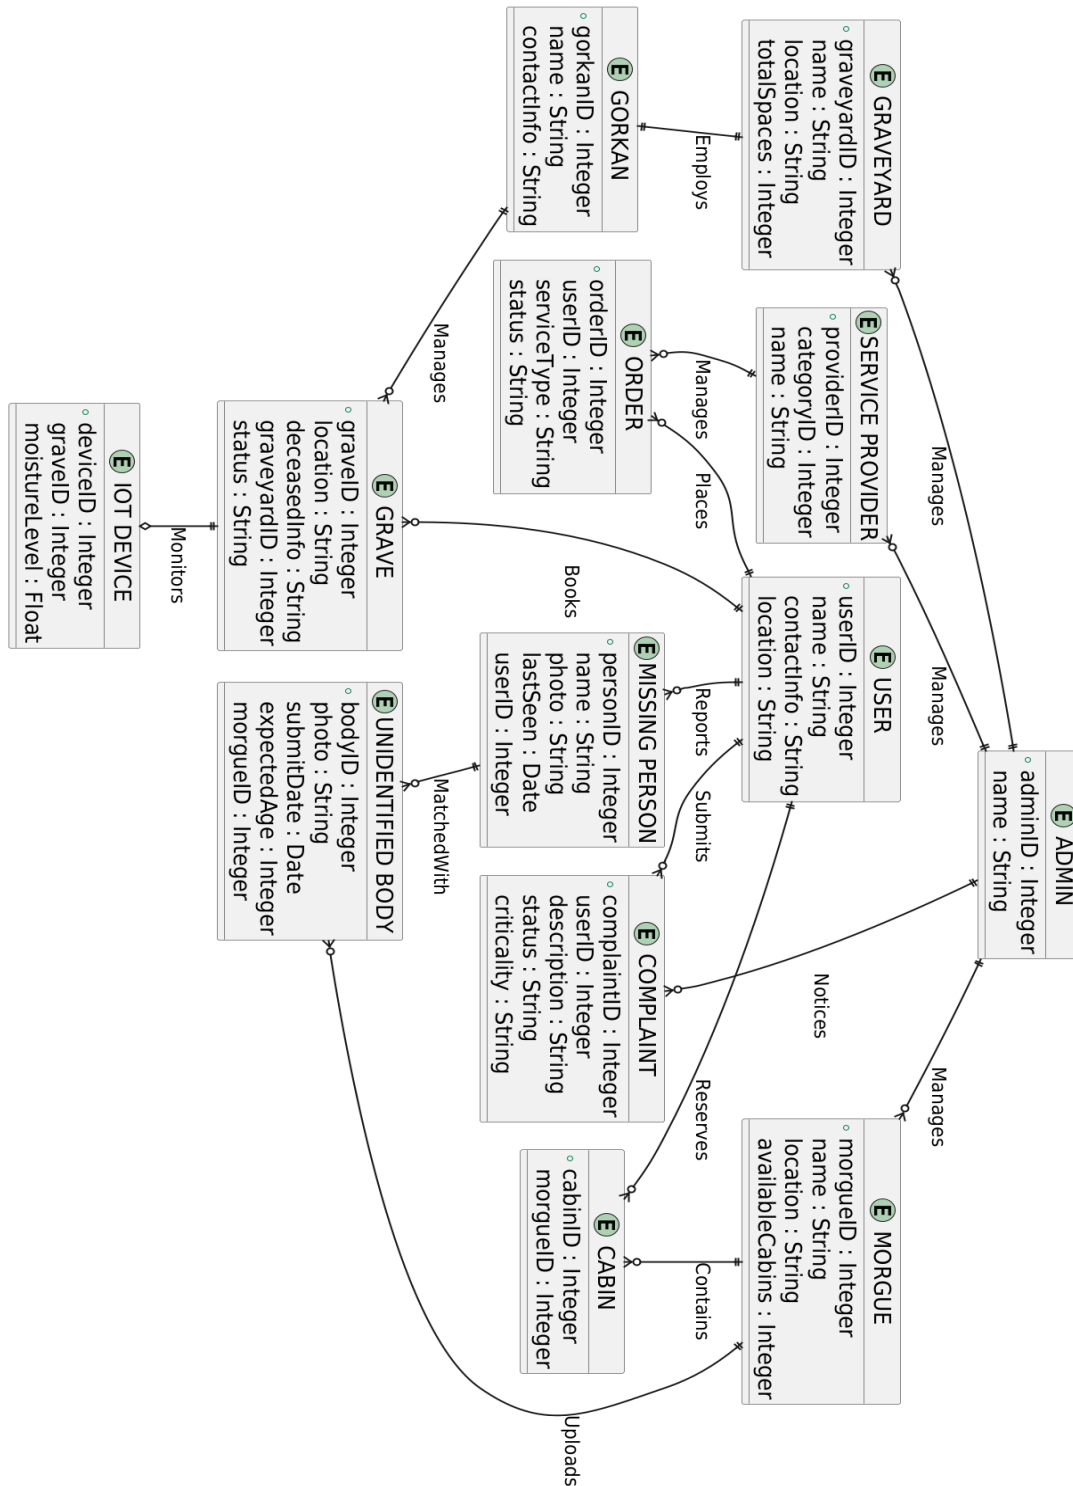 E ADMIN
adminID : Integer
name : String
Manages
Manages
Notices
Manages
E GRAVEYARD
graveyardID : Integer
name : String
location : String
totalSpaces : Integer
E SERVICE PROVIDER
providerID : Integer
categoryID : Integer
name : String
E USER
userID : Integer
name : String
contactInfo : String
location : String
E MORGUE
morgueID : Integer
name : String
location : String
availableCabins : Integer
Employs
Manages
Places
Reports
Submits
Reserves
Contains
E GORKAN
gorkanID : Integer
name : String
contactInfo : String
E ORDER
orderID : Integer
userID : Integer
serviceType : String
status : String
E MISSING PERSON
personID : Integer
name : String
photo : String
lastSeen : Date
userID : Integer
E COMPLAINT
complaintID : Integer
userID : Integer
description : String
status : String
criticality : String
E CABIN
cabinID : Integer
morgueID : Integer
Manages
Books
MatchedWith
Uploads
E GRAVE
graveID : Integer
location : String
deceasedInfo : String
graveyardID : Integer
status : String
E UNIDENTIFIED BODY
bodyID : Integer
photo : String
submitDate : Date
expectedAge : Integer
morgueID : Integer
Monitors
E IOT DEVICE
deviceID : Integer
graveID : Integer
moistureLevel : Float